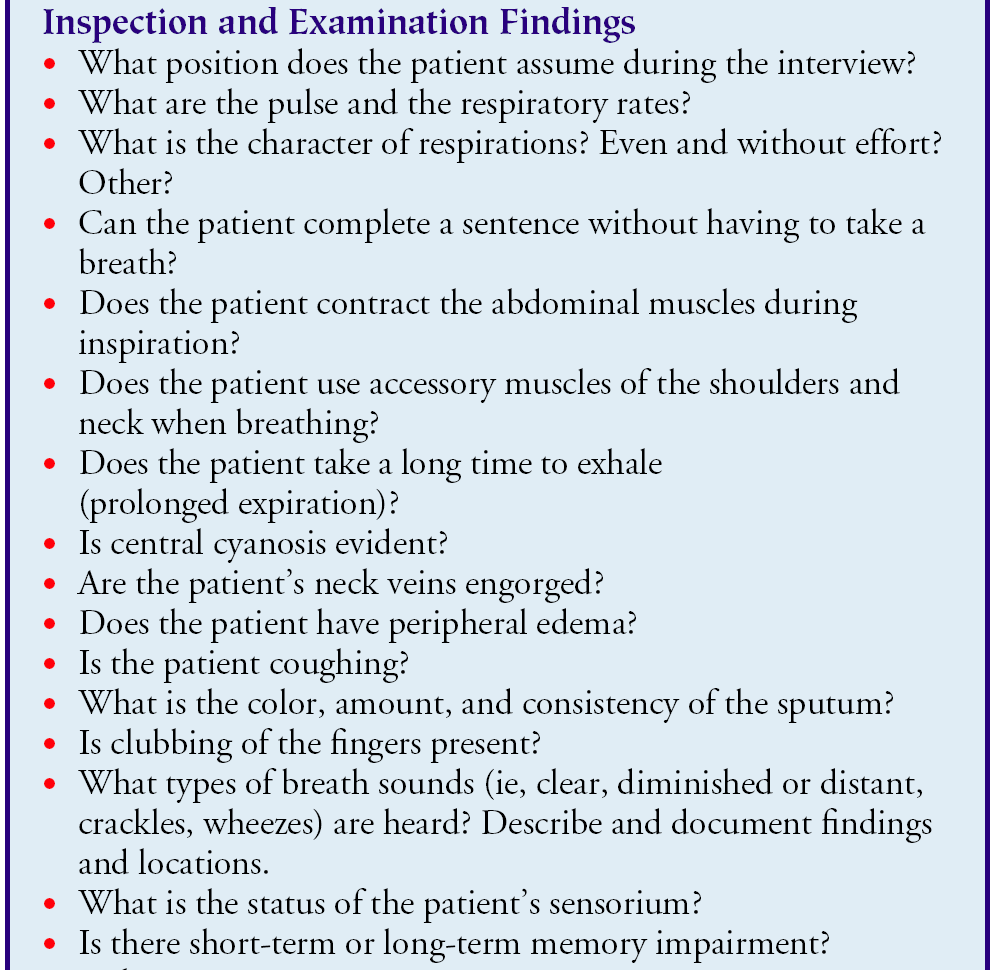 Inspection and Examination Findings
• What position does the patient assume during the interview?
• What are the pulse and the respiratory rates?
• What is the character of respirations? Even and without effort?
Other?
• Can the patient complete a sentence without having to take a
breath?
• Does the patient contract the abdominal muscles during
inspiration?
• Does the patient use accessory muscles of the shoulders and
neck when breathing?
• Does the patient take a long time to exhale
(prolonged expiration)?
• Is central cyanosis evident?
• Are the patient’s neck veins engorged?
• Does the patient have peripheral edema?
• Is the patient coughing?
• What is the color, amount, and consistency of the sputum?
• Is clubbing of the fingers present?
• What types of breath sounds (ie, clear, diminished or distant,
crackles, wheezes) are heard? Describe and document findings
and locations.
• What is the status of the patient’s sensorium?
• Is there short-term or long-term memory impairment?